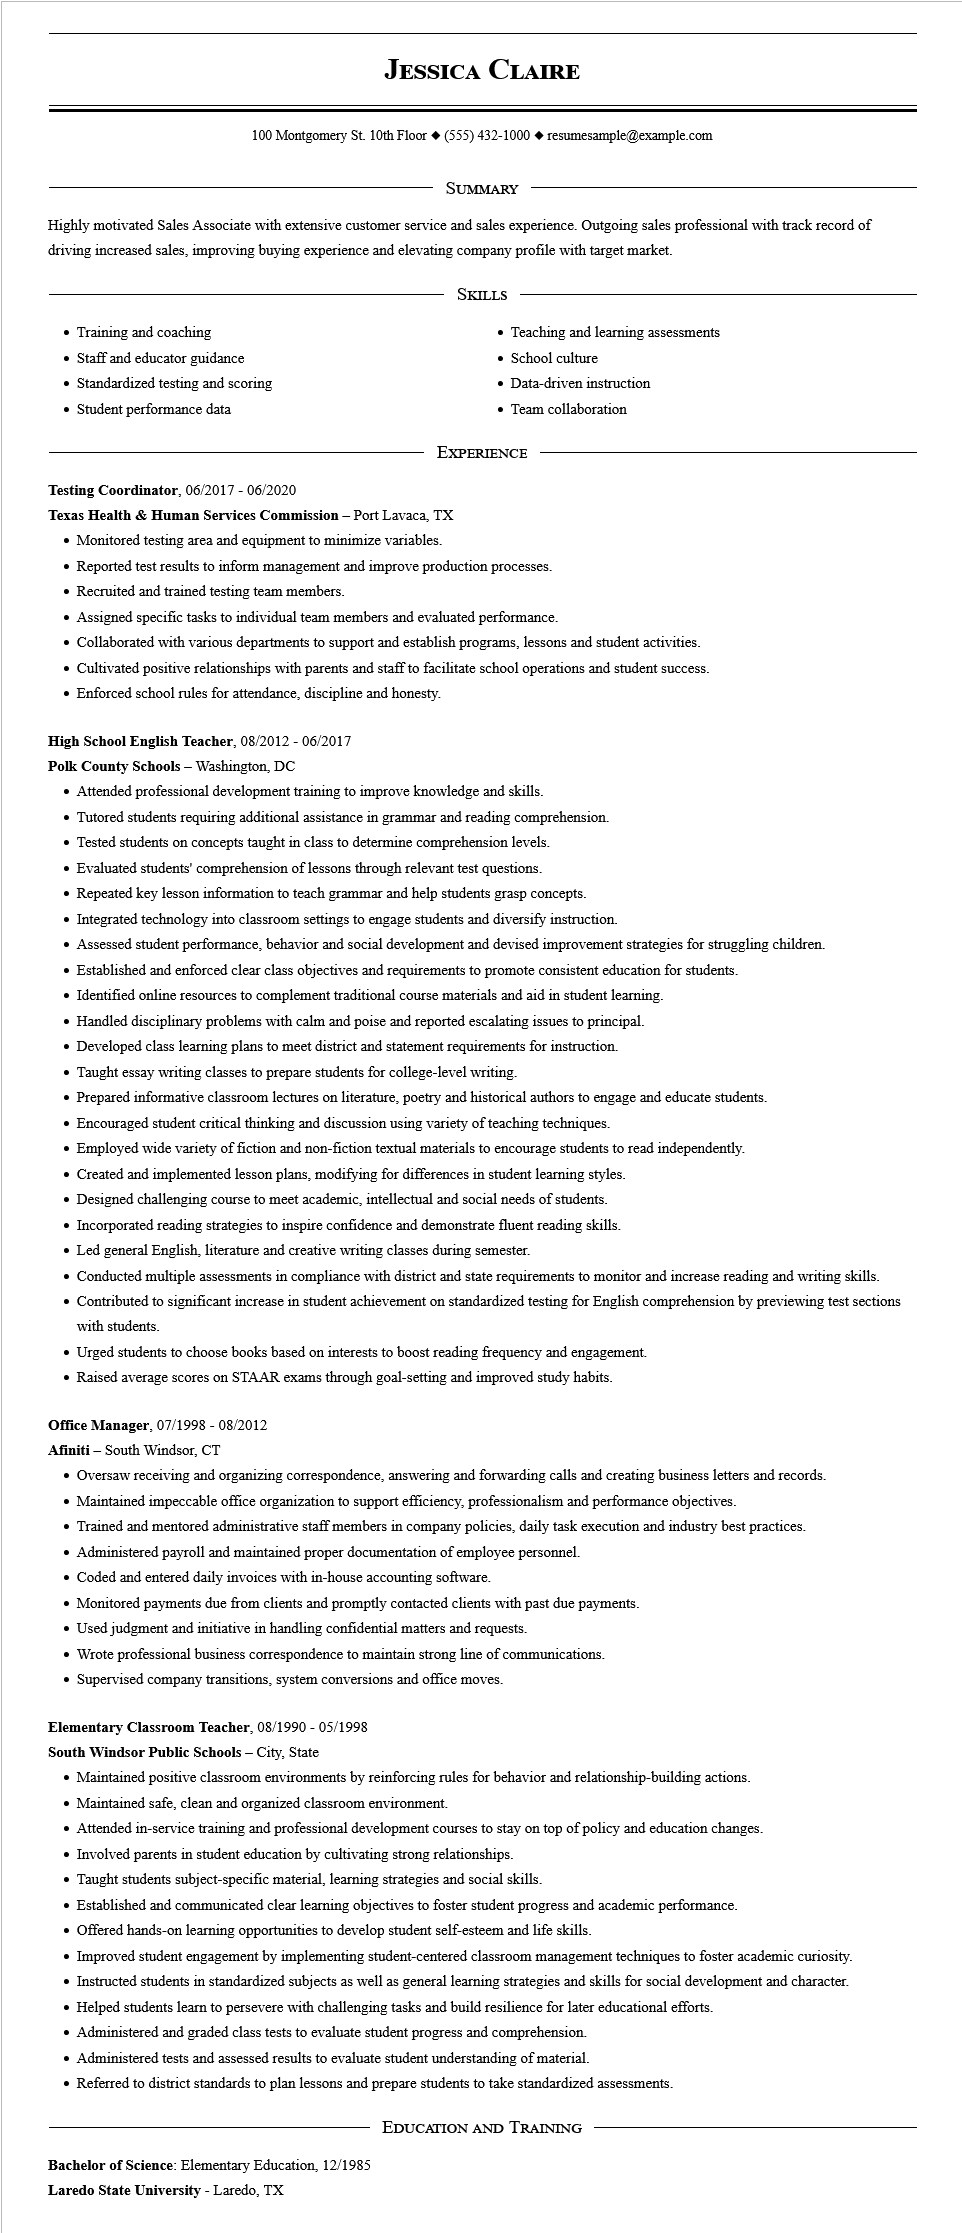 Jessica Claire
100 Montgomery St. 10th Floor ◆ (555) 432-1000 ◆ resumesample@example.com
Summary
Highly motivated Sales Associate with extensive customer service and sales experience. Outgoing sales professional with track record of
driving increased sales, improving buying experience and elevating company profile with target market.
Skills
• Training and coaching
• Staff and educator guidance
• Standardized testing and scoring
• Student performance data
• Teaching and learning assessments
• School culture
• Data-driven instruction
• Team collaboration
Experience
Testing Coordinator, 06/2017 - 06/2020
Texas Health & Human Services Commission – Port Lavaca, TX
• Monitored testing area and equipment to minimize variables.
• Reported test results to inform management and improve production processes.
• Recruited and trained testing team members.
• Assigned specific tasks to individual team members and evaluated performance.
• Collaborated with various departments to support and establish programs, lessons and student activities.
• Cultivated positive relationships with parents and staff to facilitate school operations and student success.
• Enforced school rules for attendance, discipline and honesty.
High School English Teacher, 08/2012 - 06/2017
Polk County Schools – Washington, DC
• Attended professional development training to improve knowledge and skills.
• Tutored students requiring additional assistance in grammar and reading comprehension.
• Tested students on concepts taught in class to determine comprehension levels.
• Evaluated students' comprehension of lessons through relevant test questions.
• Repeated key lesson information to teach grammar and help students grasp concepts.
• Integrated technology into classroom settings to engage students and diversify instruction.
• Assessed student performance, behavior and social development and devised improvement strategies for struggling children.
• Established and enforced clear class objectives and requirements to promote consistent education for students.
• Identified online resources to complement traditional course materials and aid in student learning.
• Handled disciplinary problems with calm and poise and reported escalating issues to principal.
• Developed class learning plans to meet district and statement requirements for instruction.
• Taught essay writing classes to prepare students for college-level writing.
• Prepared informative classroom lectures on literature, poetry and historical authors to engage and educate students.
• Encouraged student critical thinking and discussion using variety of teaching techniques.
• Employed wide variety of fiction and non-fiction textual materials to encourage students to read independently.
• Created and implemented lesson plans, modifying for differences in student learning styles.
• Designed challenging course to meet academic, intellectual and social needs of students.
• Incorporated reading strategies to inspire confidence and demonstrate fluent reading skills.
• Led general English, literature and creative writing classes during semester.
• Conducted multiple assessments in compliance with district and state requirements to monitor and increase reading and writing skills.
• Contributed to significant increase in student achievement on standardized testing for English comprehension by previewing test sections
with students.
• Urged students to choose books based on interests to boost reading frequency and engagement.
• Raised average scores on STAAR exams through goal-setting and improved study habits.
Office Manager, 07/1998 - 08/2012
Afiniti – South Windsor, CT
• Oversaw receiving and organizing correspondence, answering and forwarding calls and creating business letters and records.
• Maintained impeccable office organization to support efficiency, professionalism and performance objectives.
• Trained and mentored administrative staff members in company policies, daily task execution and industry best practices.
• Administered payroll and maintained proper documentation of employee personnel.
• Coded and entered daily invoices with in-house accounting software.
• Monitored payments due from clients and promptly contacted clients with past due payments.
• Used judgment and initiative in handling confidential matters and requests.
• Wrote professional business correspondence to maintain strong line of communications.
• Supervised company transitions, system conversions and office moves.
Elementary Classroom Teacher, 08/1990 - 05/1998
South Windsor Public Schools – City, State
• Maintained positive classroom environments by reinforcing rules for behavior and relationship-building actions.
• Maintained safe, clean and organized classroom environment.
• Attended in-service training and professional development courses to stay on top of policy and education changes.
• Involved parents in student education by cultivating strong relationships.
• Taught students subject-specific material, learning strategies and social skills.
• Established and communicated clear learning objectives to foster student progress and academic performance.
• Offered hands-on learning opportunities to develop student self-esteem and life skills.
• Improved student engagement by implementing student-centered classroom management techniques to foster academic curiosity.
• Instructed students in standardized subjects as well as general learning strategies and skills for social development and character.
• Helped students learn to persevere with challenging tasks and build resilience for later educational efforts.
• Administered and graded class tests to evaluate student progress and comprehension.
• Administered tests and assessed results to evaluate student understanding of material.
• Referred to district standards to plan lessons and prepare students to take standardized assessments.
Education and Training
Bachelor of Science: Elementary Education, 12/1985
Laredo State University - Laredo, TX